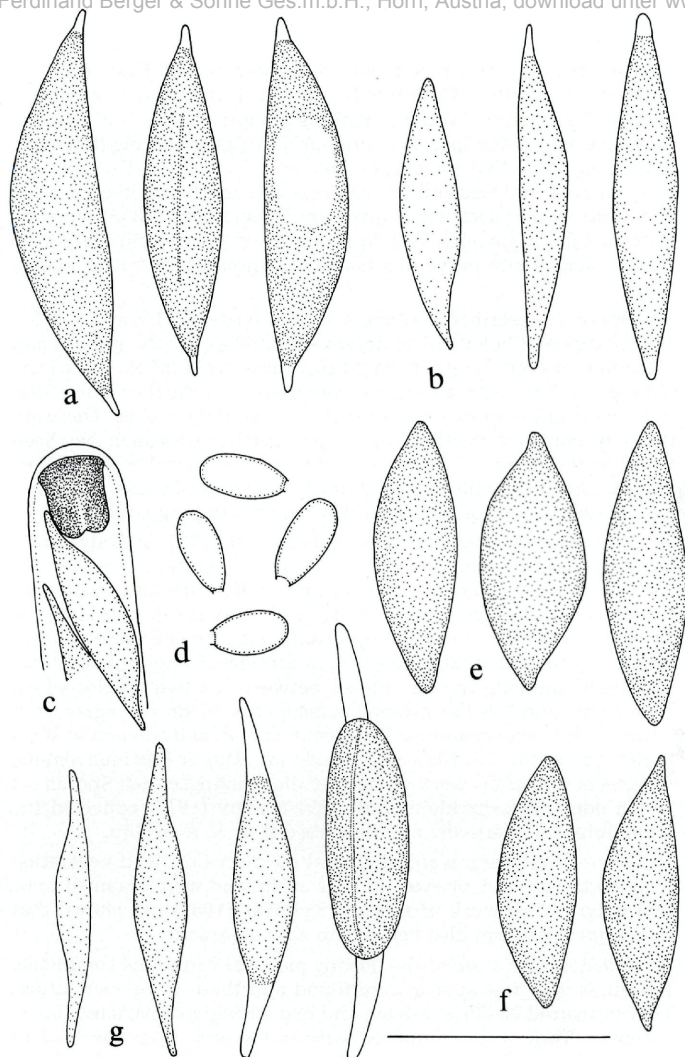 Ferdinand Berger & Söhne Ges.m.b.H., Horn, Austria, download unter
a
b
c
d
e
f
g